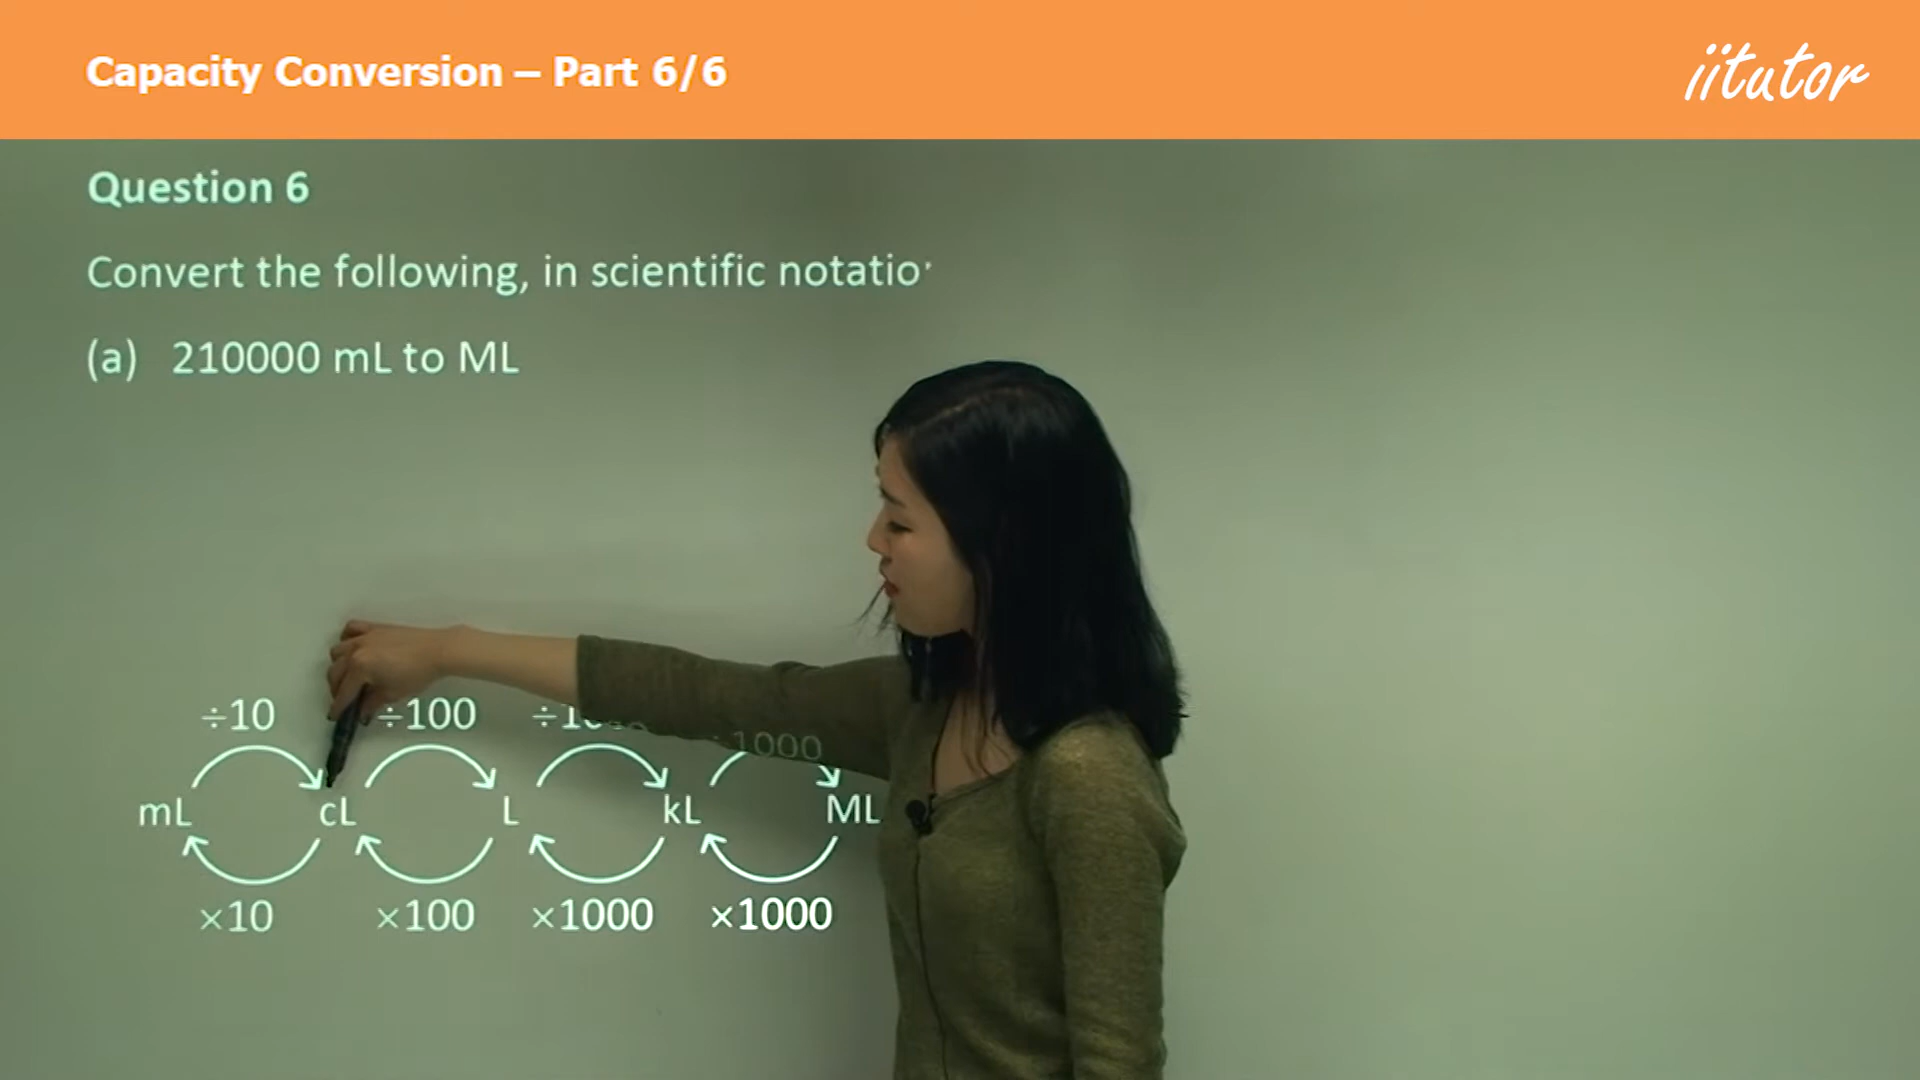 Capacity Conversion – Part 6/6
iitutor
Question 6
Convert the following, in scientific
(a) 210000 mL to ML
÷10 ÷100 1000
mL cL L kL ML
×10 ×100 ×1000 ×1000